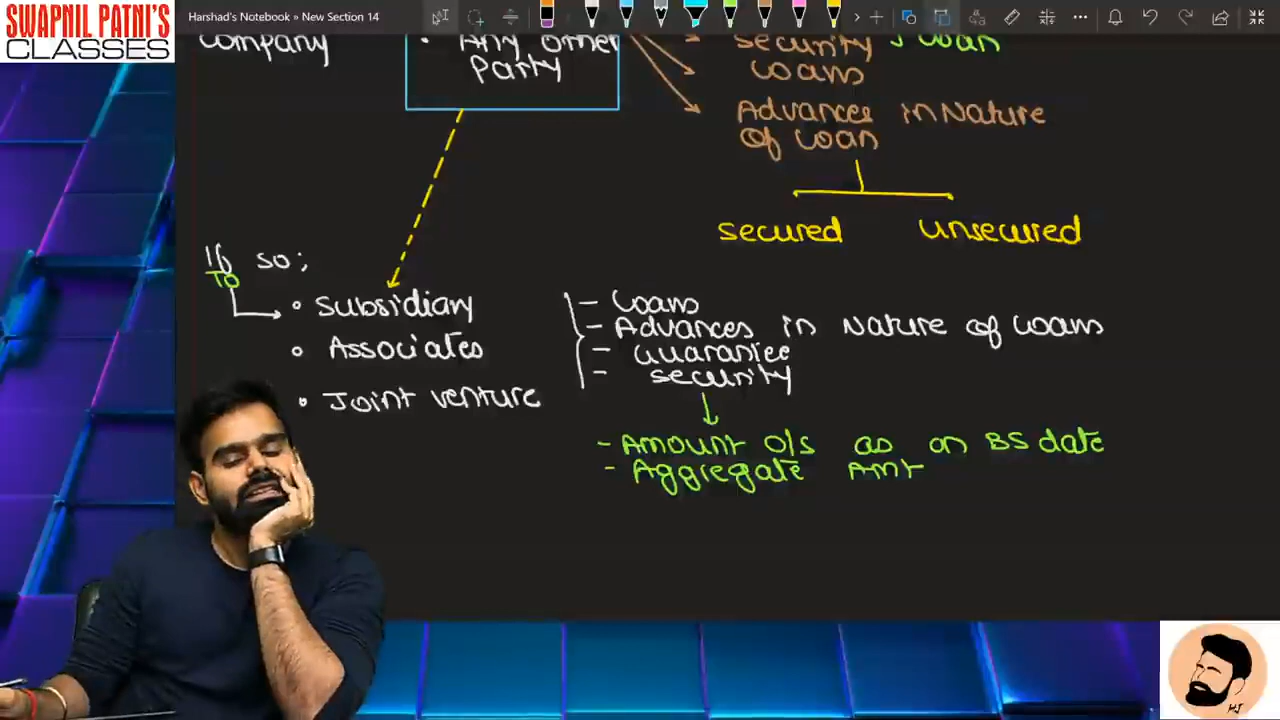 SWAPNIL PATNI'S
CLASSES
Harshad's Notebook » New Section 14
company
• Any other
Party
security & Loan
Loans
Advances in Nature
of Loan
secured unsecured
If so;
TO
• Subsidiary
• Associates
• Joint venture
- Loans
- Advances in Nature of Loans
- Guarantee
- security
- Amount o/s as on BS date
- Aggregate Amt
HJ